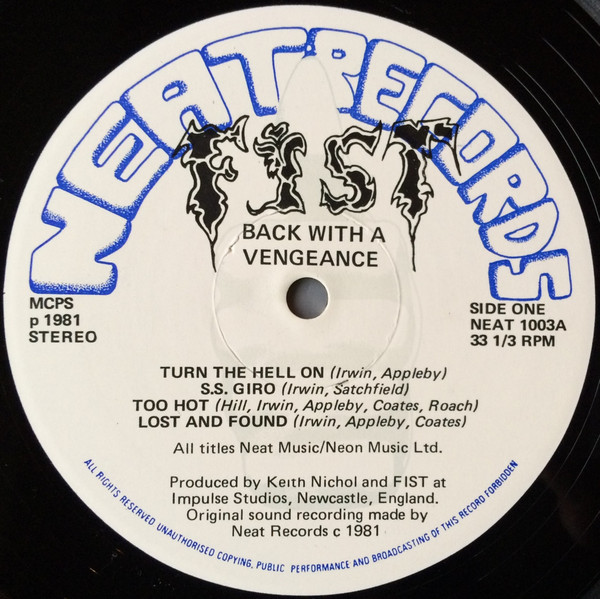 NEAT RECORDS
FIST
BACK WITH A
VENGEANCE
MCPS
p 1981
STEREO
SIDE ONE
NEAT 1003A
33 1/3 RPM
TURN THE HELL ON (Irwin, Appleby)
S.S. GIRO (Irwin, Satchfield)
TOO HOT (Hill, Irwin, Appleby, Coates, Roach)
LOST AND FOUND (Irwin, Appleby, Coates)
All titles Neat Music/Neon Music Ltd.
Produced by Keith Nichol and FIST at
Impulse Studios, Newcastle, England.
Original sound recording made by
Neat Records c 1981
ALL RIGHTS RESERVED UNAUTHORISED COPYING, PUBLIC PERFORMANCE AND BROADCASTING OF THIS RECORD FORBIDDEN